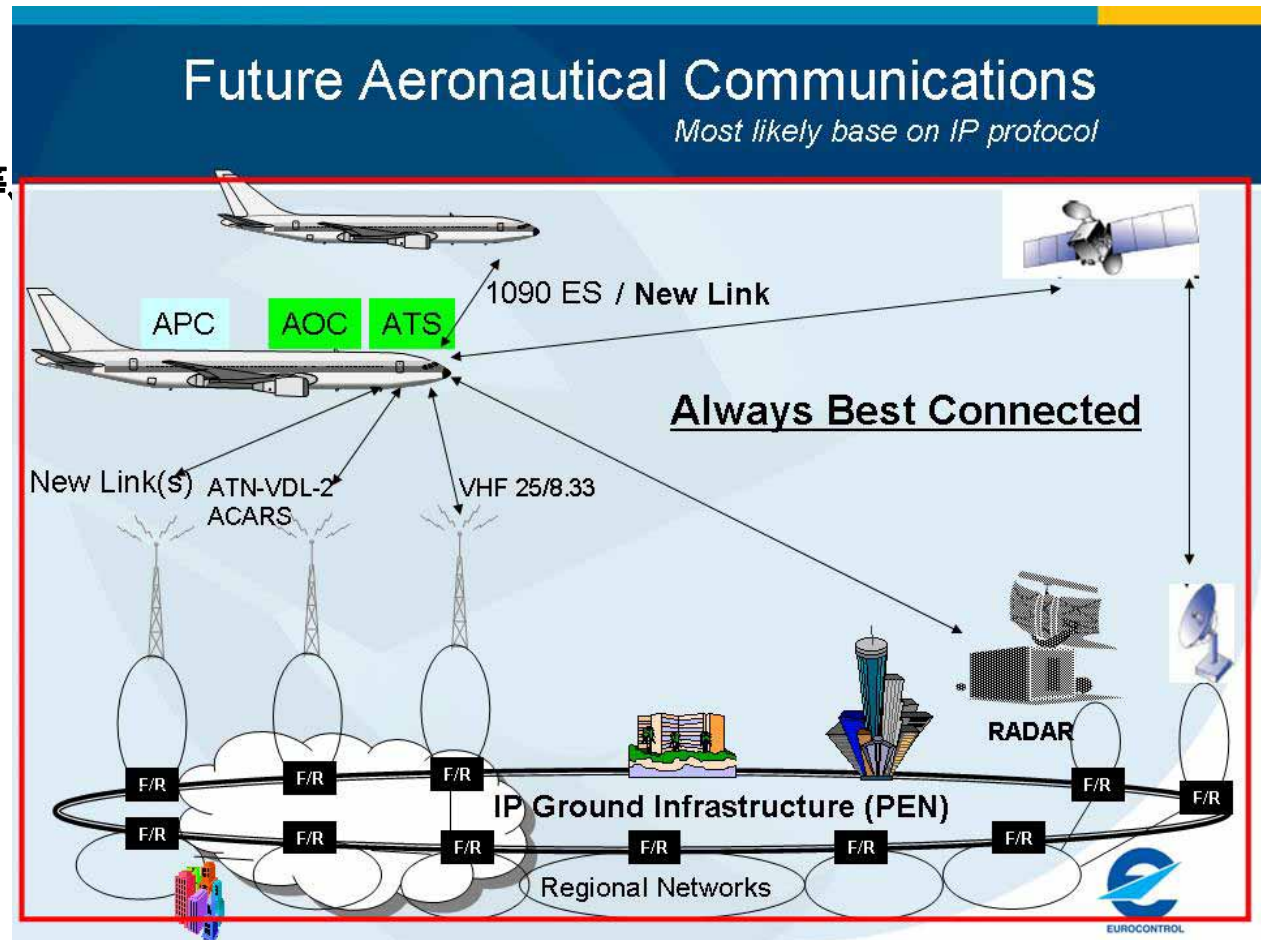 Future Aeronautical Communications
Most likely base on IP protocol
1090 ES / New Link
APC
AOC
ATS
Always Best Connected
New Link(s)
ATN-VDL-2
ACARS
VHF 25/8.33
RADAR
F/R
F/R
F/R
F/R
F/R
IP Ground Infrastructure (PEN)
F/R
F/R
F/R
F/R
F/R
F/R
Regional Networks
EUROCONTROL